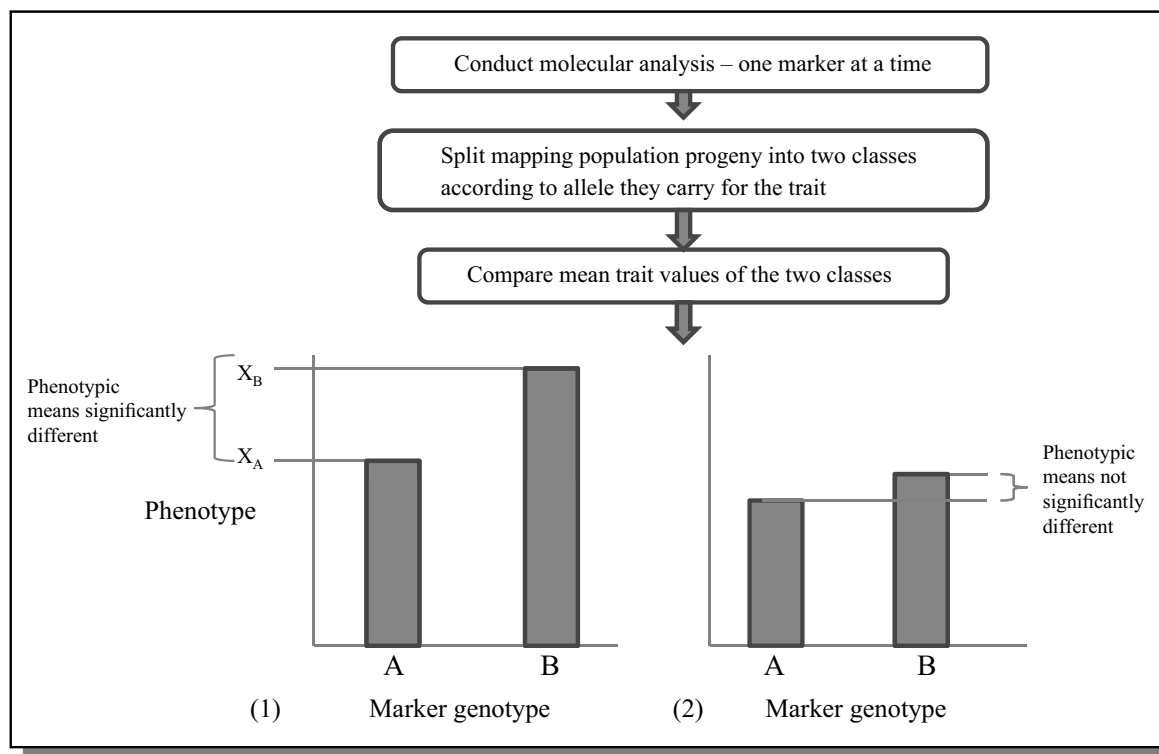 Conduct molecular analysis – one marker at a time
Split mapping population progeny into two classes
according to allele they carry for the trait
Compare mean trait values of the two classes
Phenotypic
means significantly
different
X_B
X_A
Phenotype
A
B
(1)
Marker genotype
Phenotypic
means not
significantly
different
A
B
(2)
Marker genotype